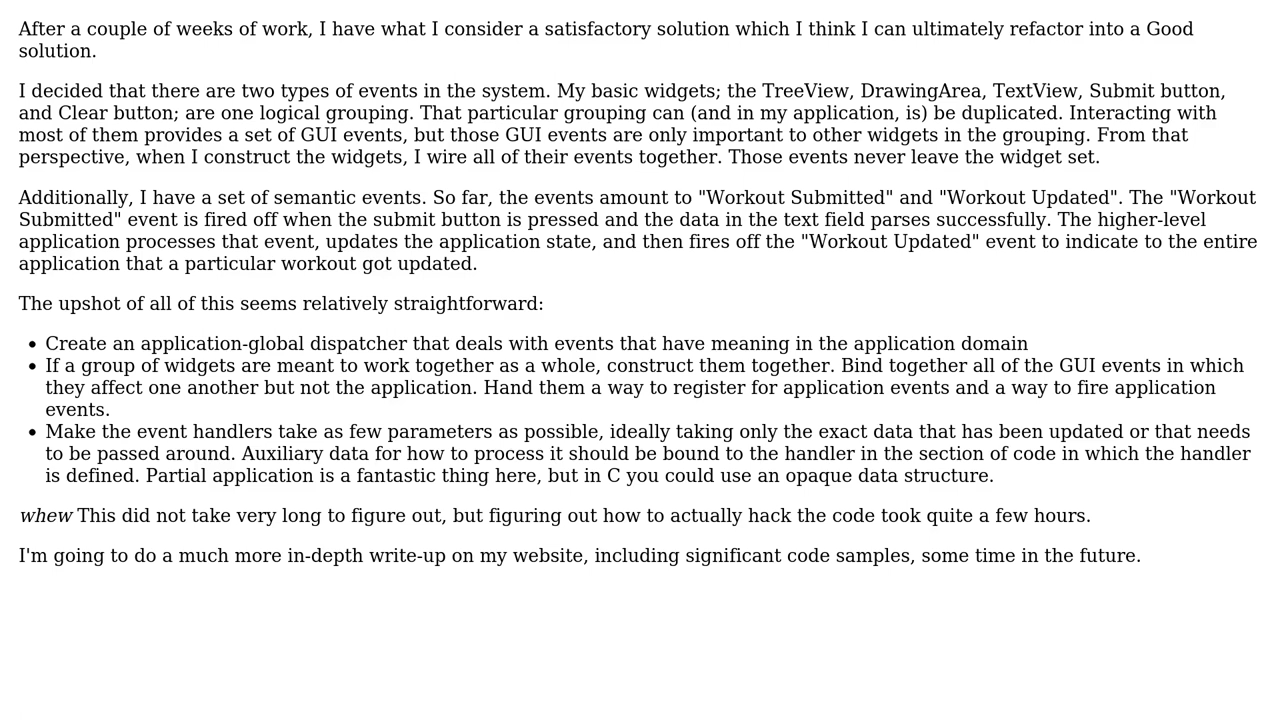 After a couple of weeks of work, I have what I consider a satisfactory solution which I think I can ultimately refactor into a Good
solution.
I decided that there are two types of events in the system. My basic widgets; the TreeView, DrawingArea, TextView, Submit button,
and Clear button; are one logical grouping. That particular grouping can (and in my application, is) be duplicated. Interacting with
most of them provides a set of GUI events, but those GUI events are only important to other widgets in the grouping. From that
perspective, when I construct the widgets, I wire all of their events together. Those events never leave the widget set.
Additionally, I have a set of semantic events. So far, the events amount to "Workout Submitted" and "Workout Updated". The "Workout
Submitted" event is fired off when the submit button is pressed and the data in the text field parses successfully. The higher-level
application processes that event, updates the application state, and then fires off the "Workout Updated" event to indicate to the entire
application that a particular workout got updated.
The upshot of all of this seems relatively straightforward:
• Create an application-global dispatcher that deals with events that have meaning in the application domain
• If a group of widgets are meant to work together as a whole, construct them together. Bind together all of the GUI events in which
they affect one another but not the application. Hand them a way to register for application events and a way to fire application
events.
• Make the event handlers take as few parameters as possible, ideally taking only the exact data that has been updated or that needs
to be passed around. Auxiliary data for how to process it should be bound to the handler in the section of code in which the handler
is defined. Partial application is a fantastic thing here, but in C you could use an opaque data structure.
whew This did not take very long to figure out, but figuring out how to actually hack the code took quite a few hours.
I'm going to do a much more in-depth write-up on my website, including significant code samples, some time in the future.